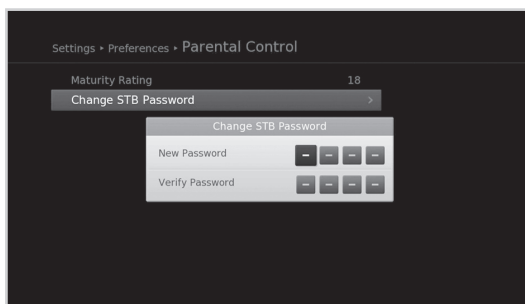 Settings ‣ Preferences ‣ Parental Control
Maturity Rating 18
Change STB Password >
Change STB Password
New Password – – – –
Verify Password – – – –